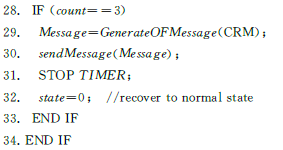 28. IF (count==3)
29. Message=GenerateOFMessage(CRM);
30. sendMessage(Message);
31. STOP TIMER;
32. state=0; //recover to normal state
33. END IF
34. END IF